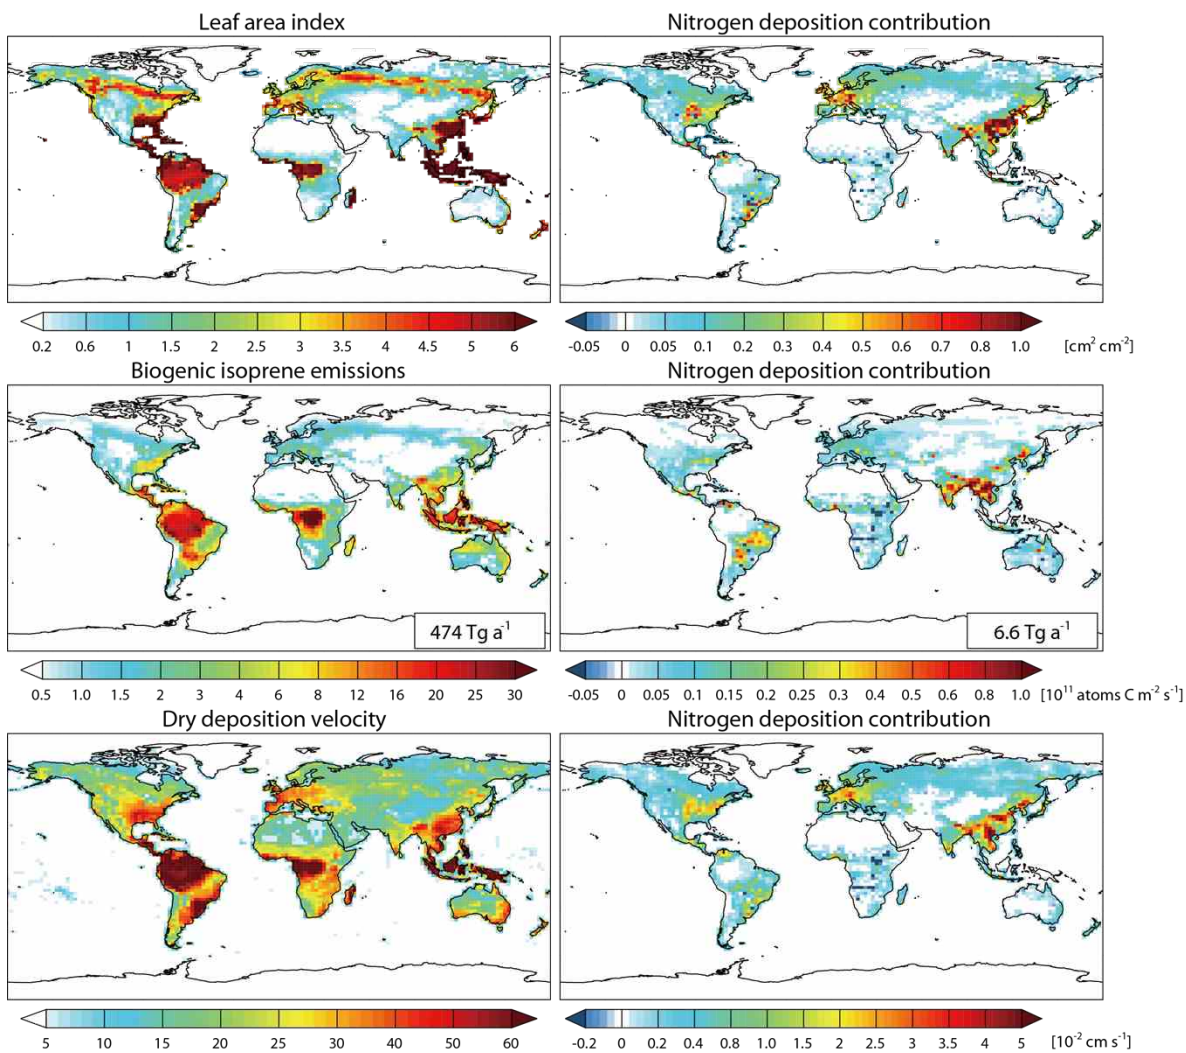 Leaf area index
Nitrogen deposition contribution
0.2 0.6 1 1.5 2 2.5 3 3.5 4 4.5 5 6
-0.05 0 0.05 0.1 0.2 0.3 0.4 0.5 0.6 0.7 0.8 1.0 [cm² cm⁻²]
Biogenic isoprene emissions
Nitrogen deposition contribution
474 Tg a⁻¹
6.6 Tg a⁻¹
0.5 1.0 1.5 2 3 4 6 8 12 16 20 30
-0.05 0 0.05 0.1 0.15 0.2 0.25 0.3 0.4 0.5 0.6 0.8 1.0 [10¹¹ atoms C m⁻² s⁻¹]
Dry deposition velocity
Nitrogen deposition contribution
5 10 15 20 30 40 50 60
-0.2 0 0.2 0.4 0.8 1.0 1.5 2 3 3.5 4 5 [10⁻² cm s⁻¹]